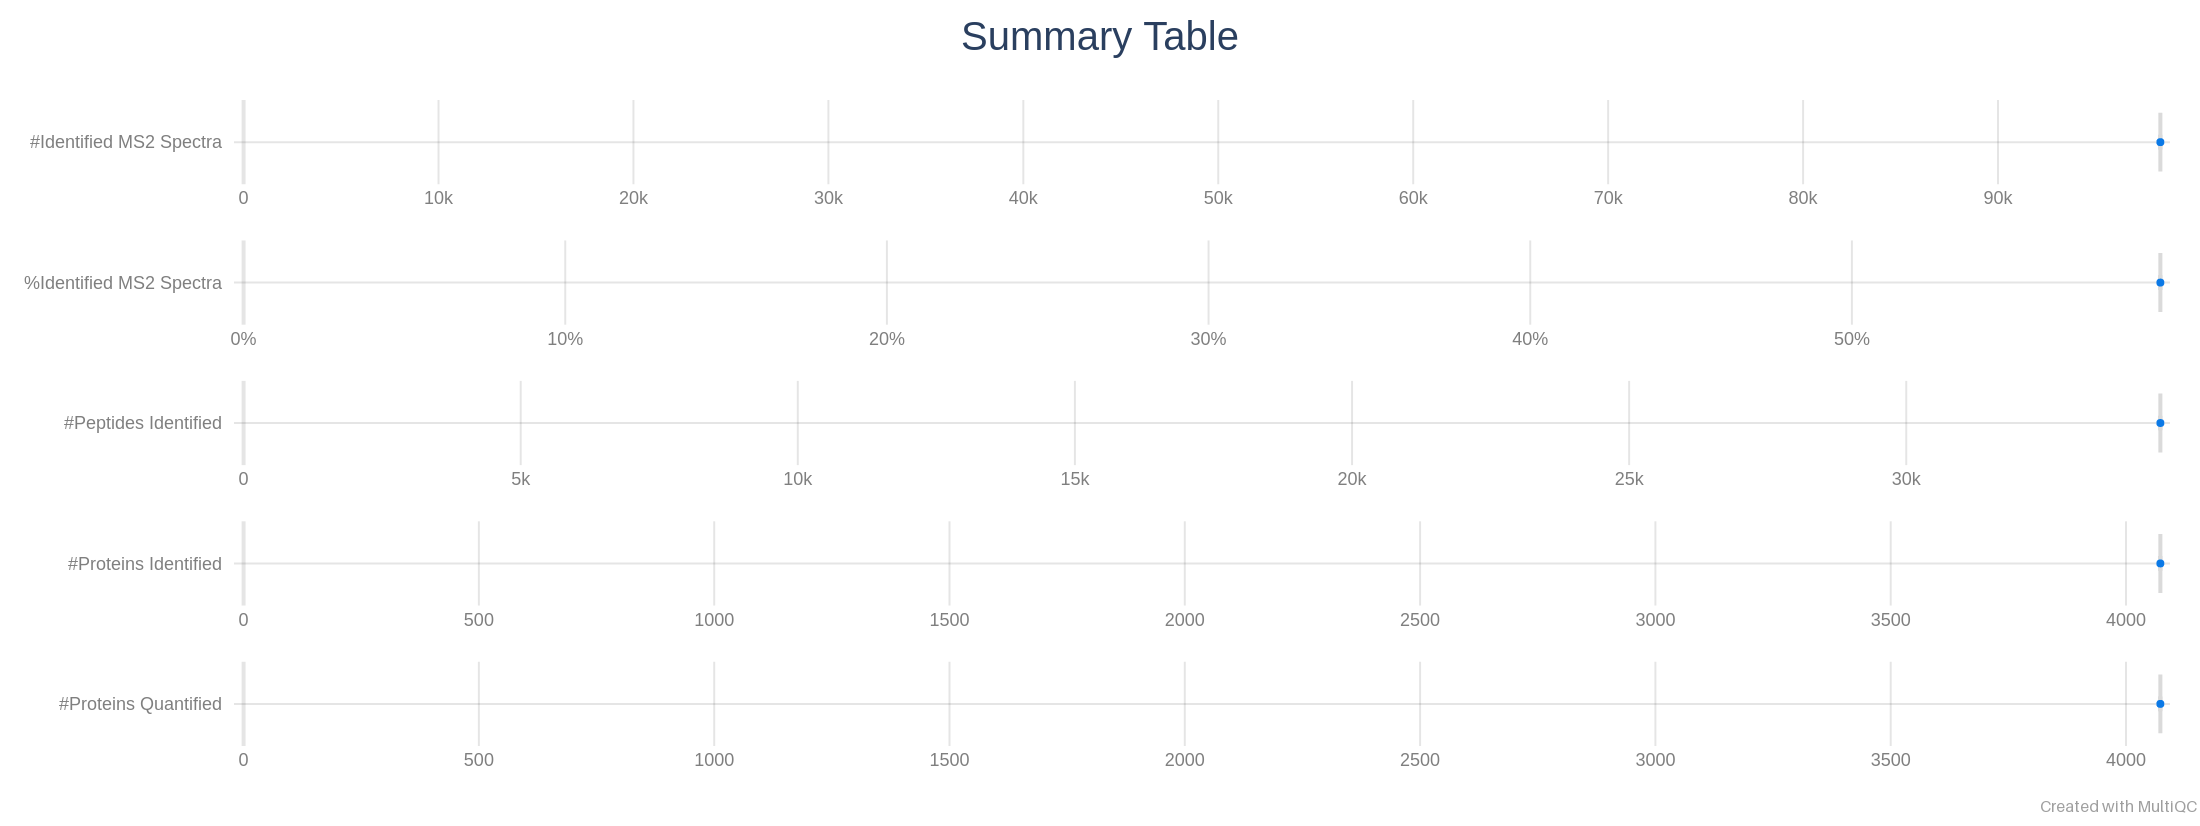 Summary Table
#Identified MS2 Spectra
0 10k 20k 30k 40k 50k 60k 70k 80k 90k
%Identified MS2 Spectra
0% 10% 20% 30% 40% 50%
#Peptides Identified
0 5k 10k 15k 20k 25k 30k
#Proteins Identified
0 500 1000 1500 2000 2500 3000 3500 4000
#Proteins Quantified
0 500 1000 1500 2000 2500 3000 3500 4000
Created with MultiQC